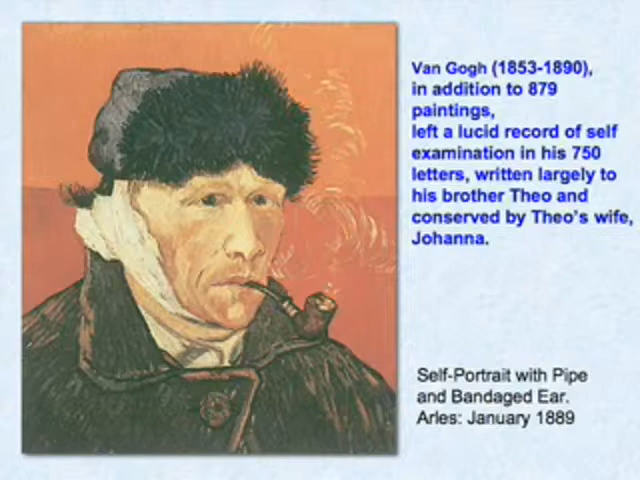 Van Gogh (1853-1890),
in addition to 879
paintings,
left a lucid record of self
examination in his 750
letters, written largely to
his brother Theo and
conserved by Theo's wife,
Johanna.
Self-Portrait with Pipe
and Bandaged Ear.
Arles: January 1889